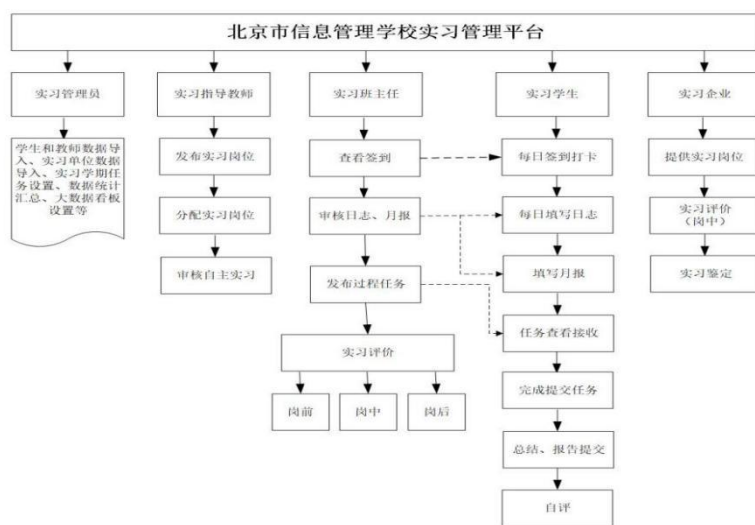 北京市信息管理学校实习管理平台
实习管理员
实习指导教师
实习班主任
实习学生
实习企业
学生和教师数据导
入、实习单位数据
导入、实习学期任
务设置、数据统计
汇总、大数据看板
设置等
发布实习岗位
分配实习岗位
审核自主实习
查看签到
审核日志、月报
发布过程任务
实习评价
岗前
岗中
岗后
每日签到打卡
每日填写日志
填写月报
任务查看接收
完成提交任务
总结、报告提交
自评
提供实习岗位
实习评价
（岗中）
实习鉴定